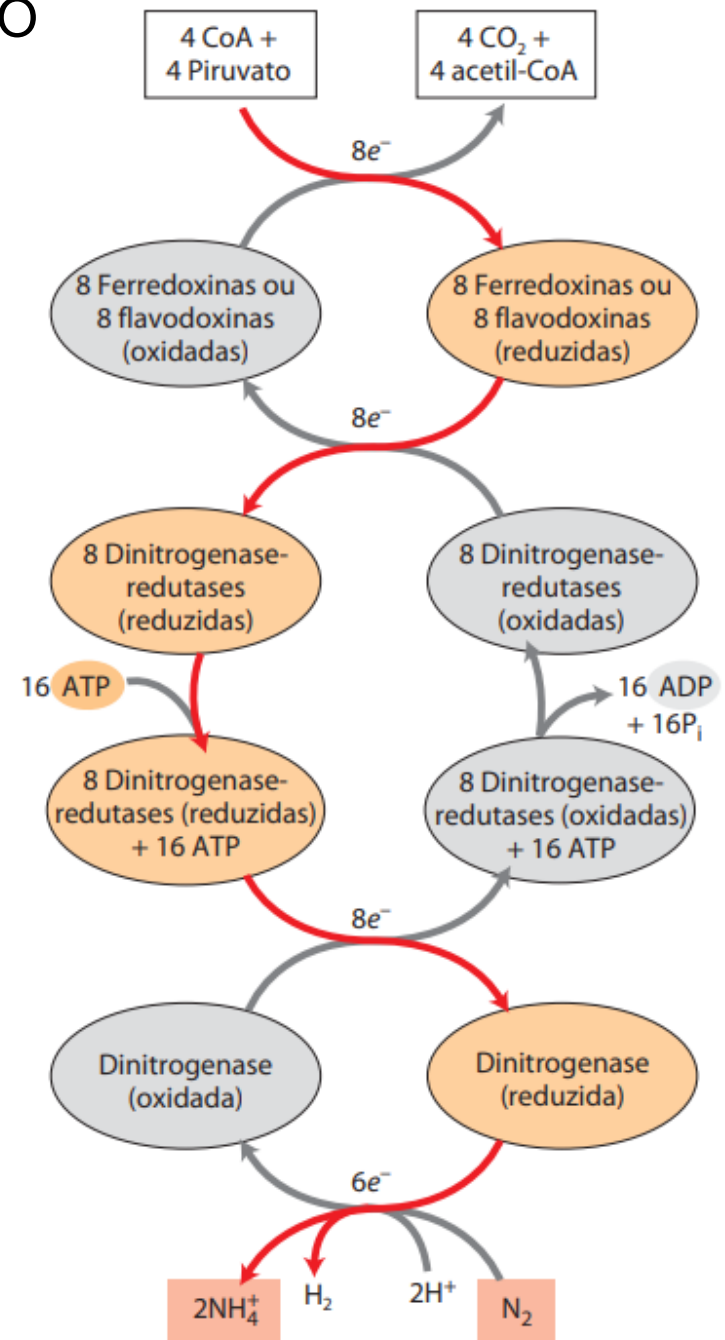 O
4 CoA +
4 Piruvato
4 CO₂ +
4 acetil-CoA
8e⁻
8 Ferredoxinas ou
8 flavodoxinas
(oxidadas)
8 Ferredoxinas ou
8 flavodoxinas
(reduzidas)
8e⁻
8 Dinitrogenase-
redutases
(reduzidas)
8 Dinitrogenase-
redutases
(oxidadas)
16 ATP
16 ADP
+ 16Pᵢ
8 Dinitrogenase-
redutases (reduzidas)
+ 16 ATP
8 Dinitrogenase-
redutases (oxidadas)
+ 16 ATP
8e⁻
Dinitrogenase
(oxidada)
Dinitrogenase
(reduzida)
6e⁻
2NH₄⁺
H₂
2H⁺
N₂